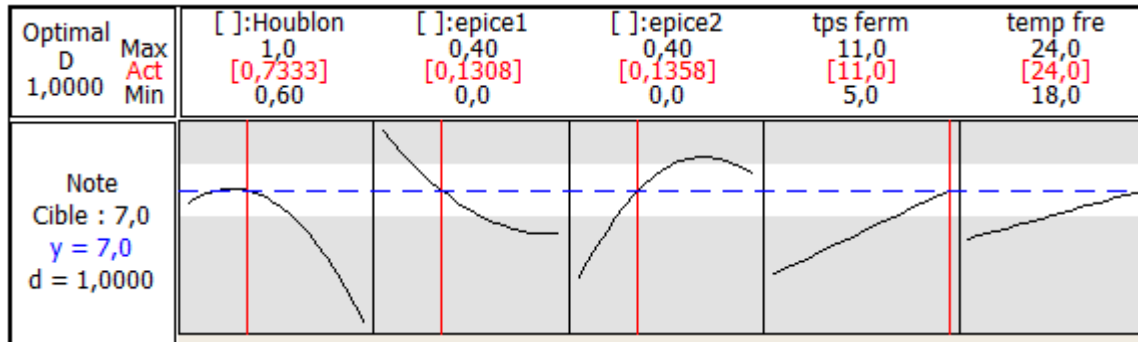 Optimal
D
1,0000
Max
Act
Min
[ ]:Houblon
1,0
[0,7333]
0,60
[ ]:epice1
0,40
[0,1308]
0,0
[ ]:epice2
0,40
[0,1358]
0,0
tps ferm
11,0
[11,0]
5,0
temp fre
24,0
[24,0]
18,0
Note
Cible : 7,0
y = 7,0
d = 1,0000